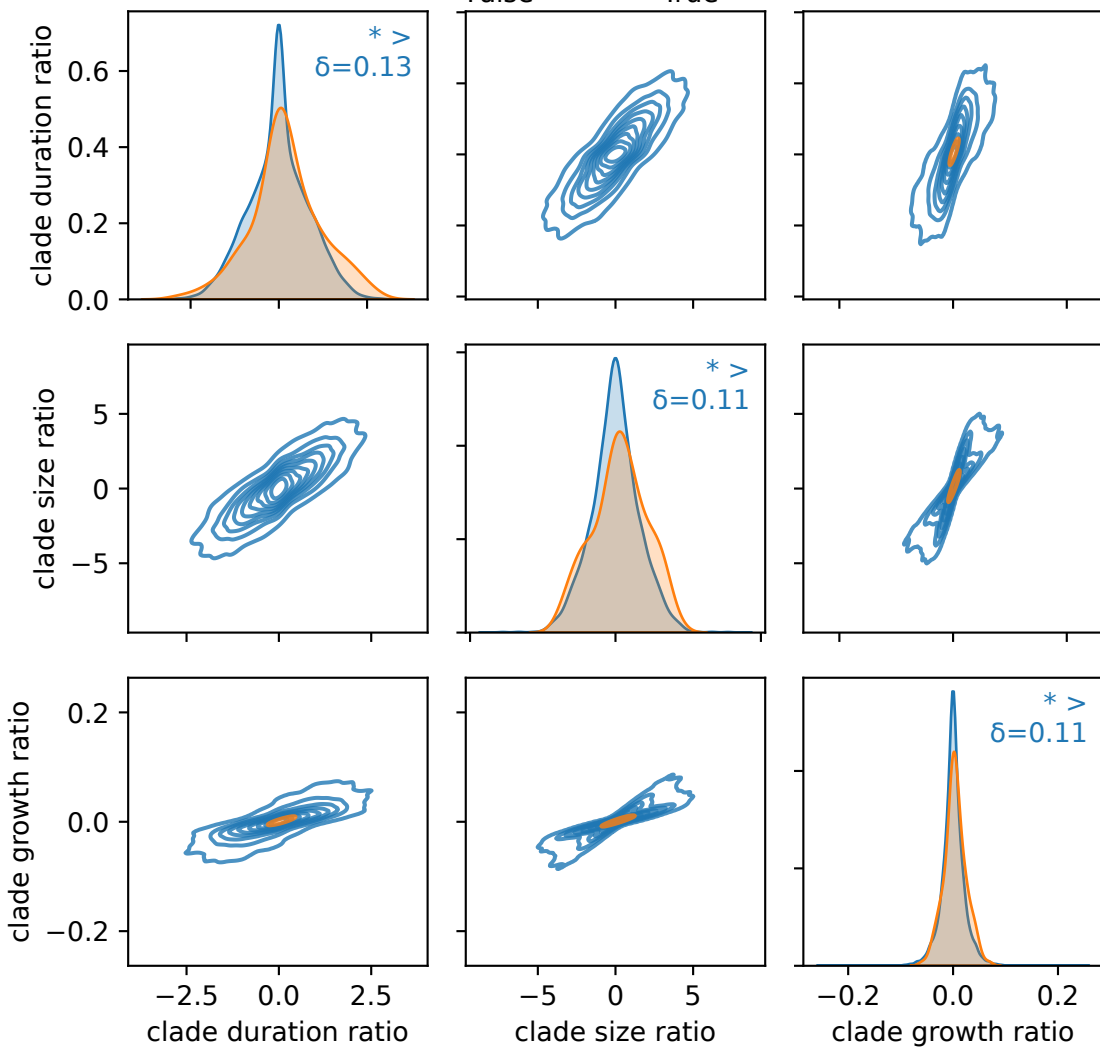 True
* >
δ=0.13
clade duration ratio
0.6
0.4
0.2
0.0
* >
δ=0.11
clade size ratio
5
0
−5
* >
δ=0.11
clade growth ratio
0.2
0.0
−0.2
−2.5 0.0 2.5
−5 0 5
−0.2 0.0 0.2
clade duration ratio
clade size ratio
clade growth ratio